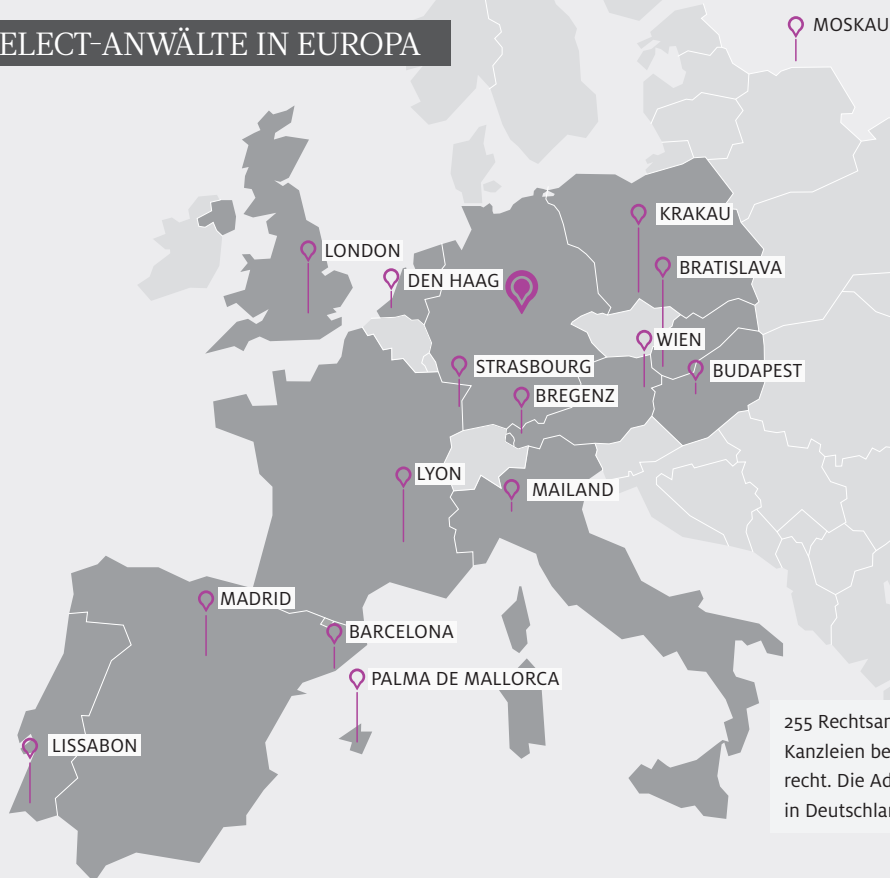 ELECT-ANWÄLTE IN EUROPA
MOSKAU
KRAKAU
LONDON
BRATISLAVA
DEN HAAG
WIEN
STRASBOURG
BUDAPEST
BREGENZ
LYON
MAILAND
MADRID
BARCELONA
PALMA DE MALLORCA
LISSABON
255 Rechtsan
Kanzleien be
recht. Die Ad
in Deutschlan